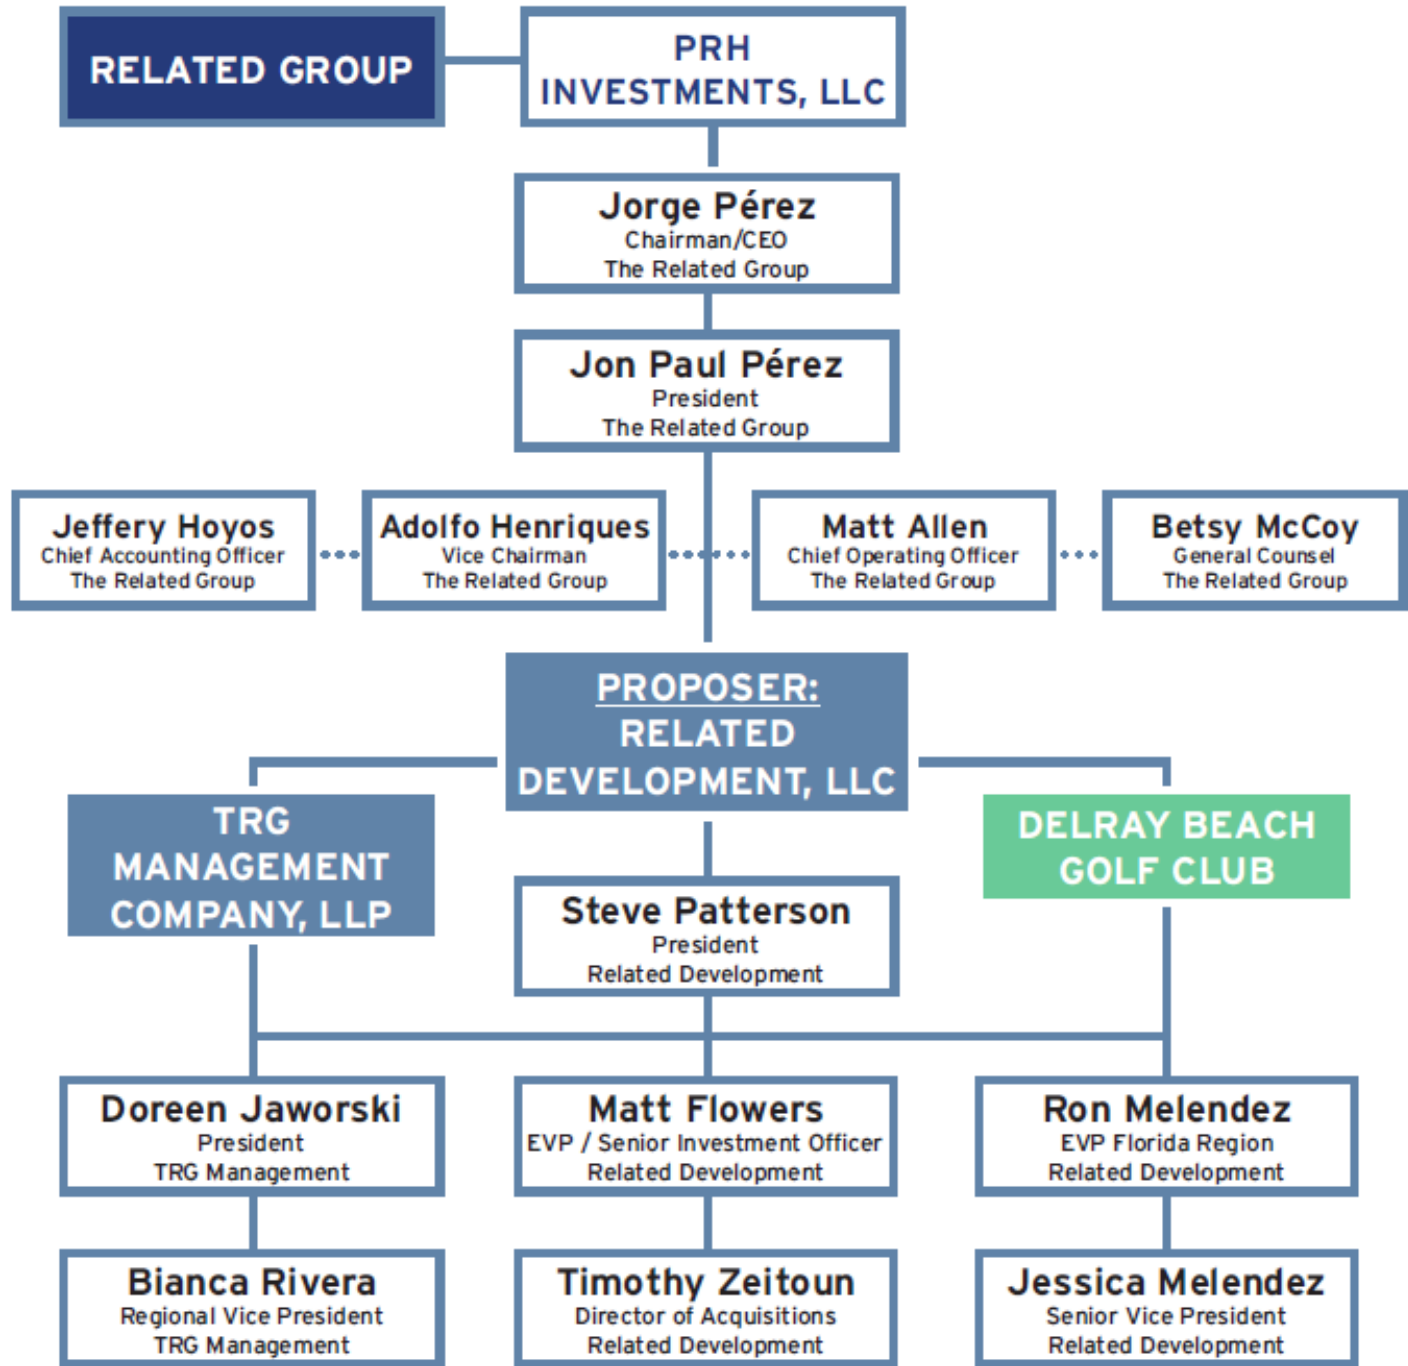 RELATED GROUP
PRH
INVESTMENTS, LLC
Jorge Pérez
Chairman/CEO
The Related Group
Jon Paul Pérez
President
The Related Group
Jeffery Hoyos
Chief Accounting Officer
The Related Group
Adolfo Henriques
Vice Chairman
The Related Group
Matt Allen
Chief Operating Officer
The Related Group
Betsy McCoy
General Counsel
The Related Group
PROPOSER:
RELATED
DEVELOPMENT, LLC
TRG
MANAGEMENT
COMPANY, LLP
DELRAY BEACH
GOLF CLUB
Steve Patterson
President
Related Development
Doreen Jaworski
President
TRG Management
Matt Flowers
EVP / Senior Investment Officer
Related Development
Ron Melendez
EVP Florida Region
Related Development
Bianca Rivera
Regional Vice President
TRG Management
Timothy Zeitoun
Director of Acquisitions
Related Development
Jessica Melendez
Senior Vice President
Related Development